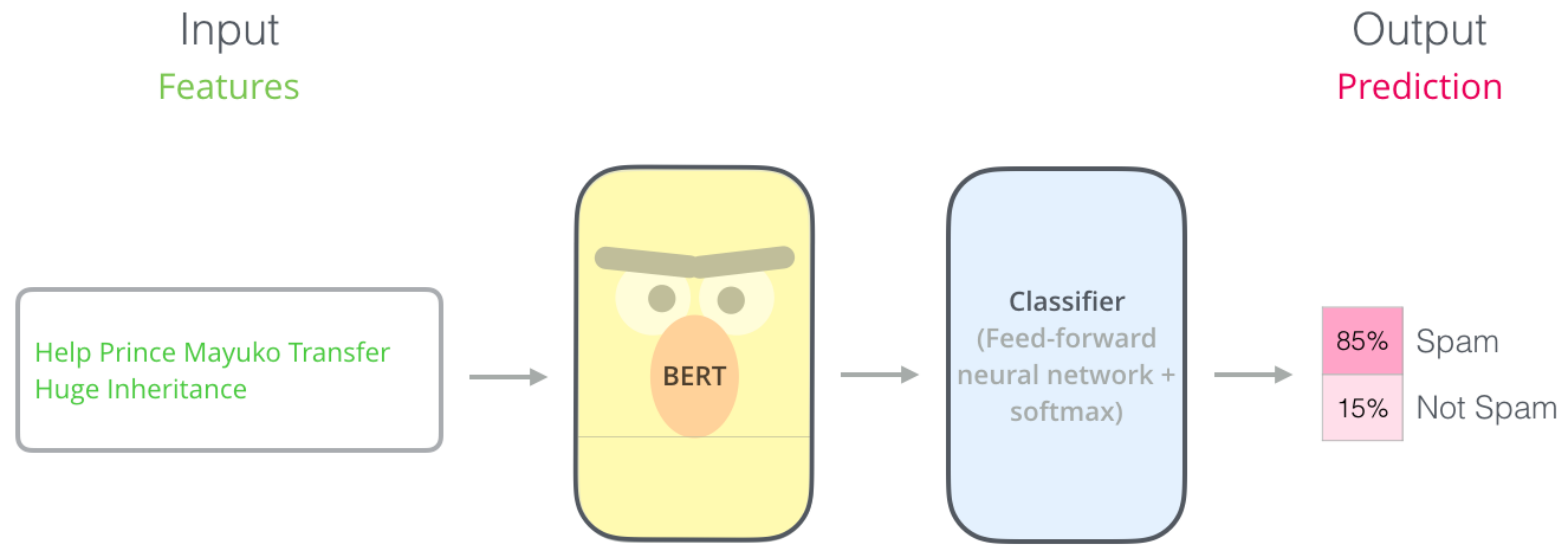 Input
Features
Output
Prediction
Help Prince Mayuko Transfer
Huge Inheritance
BERT
Classifier
(Feed-forward
neural network +
softmax)
85% Spam
15% Not Spam